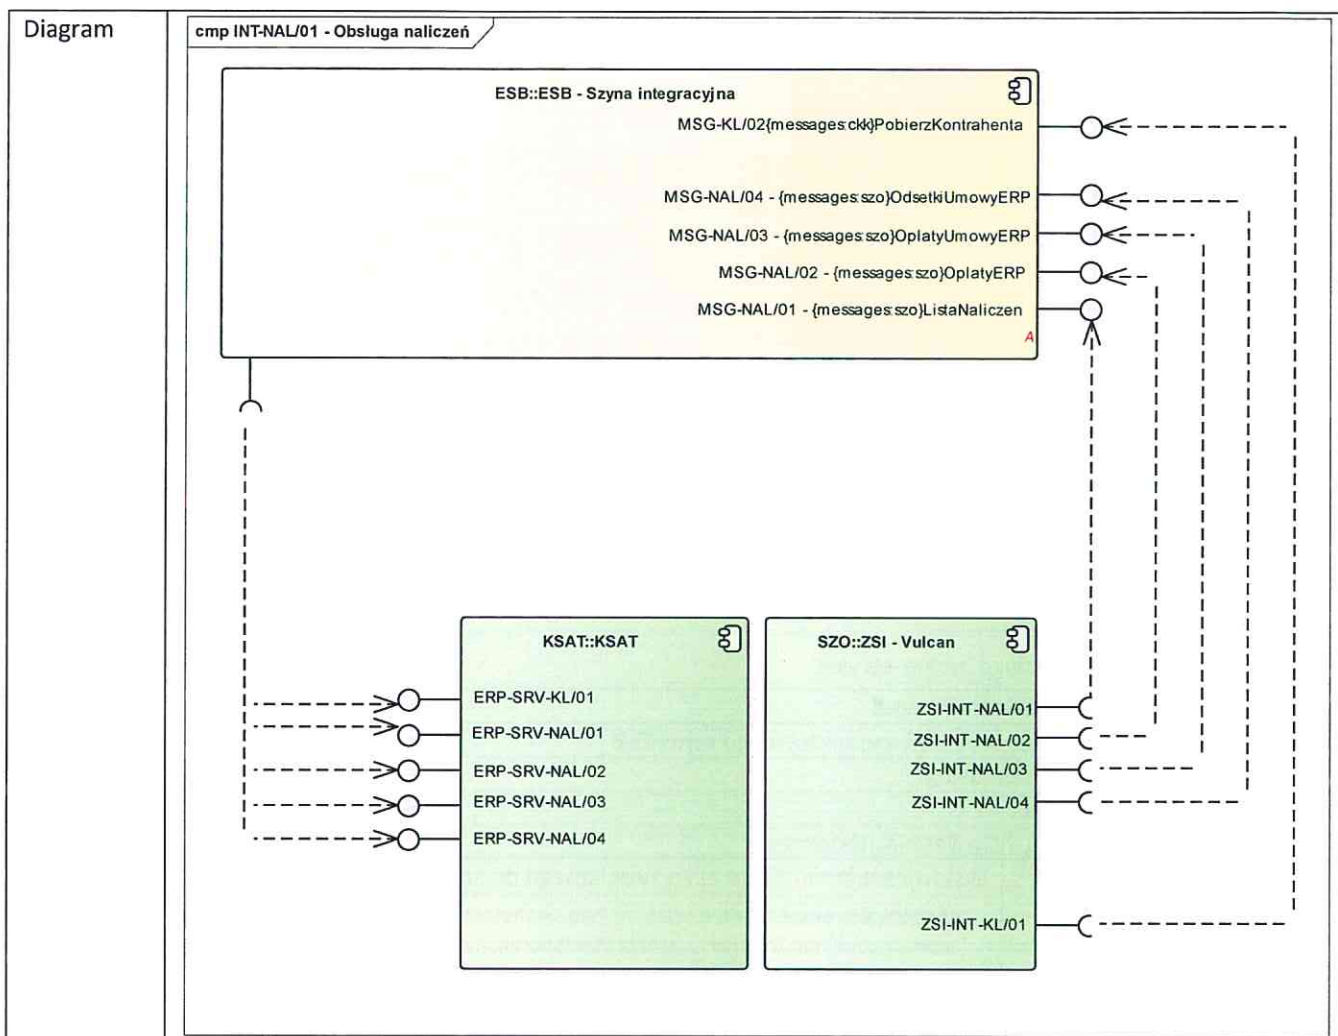 Diagram
cmp INT-NAL/01 - Obsługa naliczeń
ESB::ESB - Szyna integracyjna
MSG-KL/02{messages:ckk}PobierzKontrahenta
MSG-NAL/04 - {messages:szo}OdsetkiUmowyERP
MSG-NAL/03 - {messages:szo}OplatyUmowyERP
MSG-NAL/02 - {messages:szo}OplatyERP
MSG-NAL/01 - {messages:szo}ListaNaliczen
A
KSAT::KSAT
ERP-SRV-KL/01
ERP-SRV-NAL/01
ERP-SRV-NAL/02
ERP-SRV-NAL/03
ERP-SRV-NAL/04
SZO::ZSI - Vulcan
ZSI-INT-NAL/01
ZSI-INT-NAL/02
ZSI-INT-NAL/03
ZSI-INT-NAL/04
ZSI-INT-KL/01